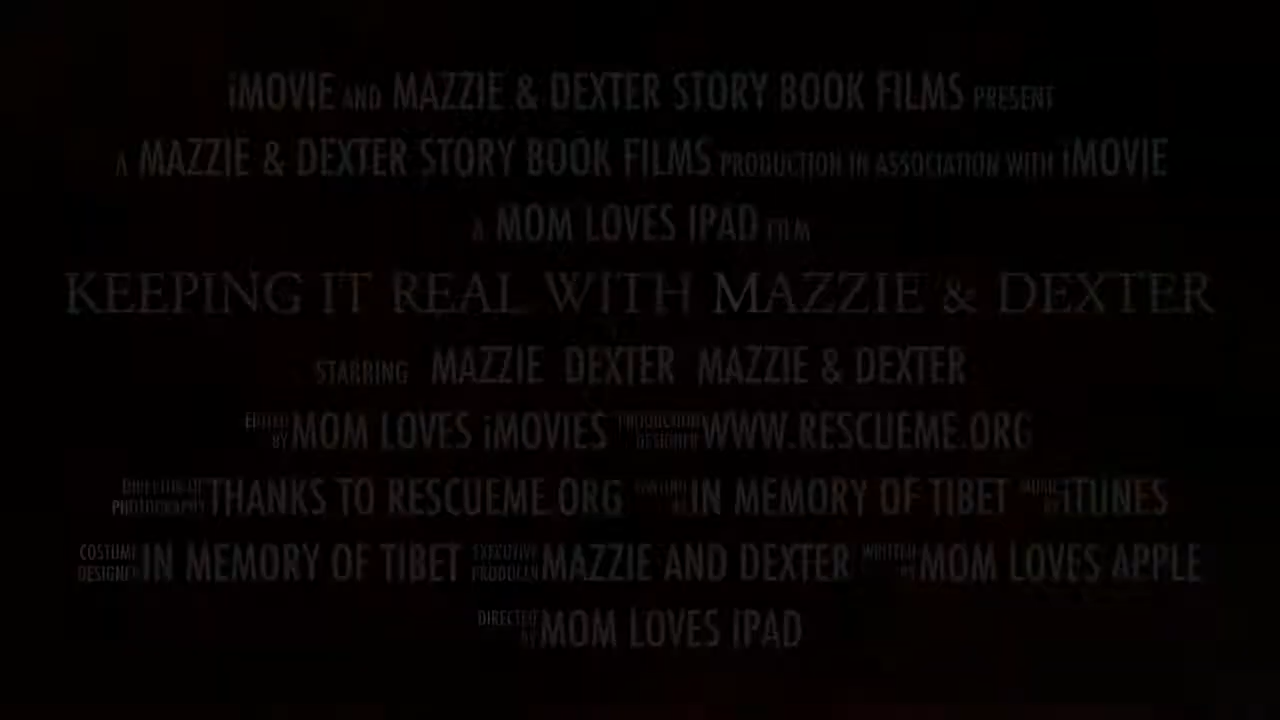 iMOVIE AND MAZZIE & DEXTER STORY BOOK FILMS PRESENT
A MAZZIE & DEXTER STORY BOOK FILMS PRODUCTION IN ASSOCIATION WITH iMOVIE
A MOM LOVES IPAD FILM
KEEPING IT REAL WITH MAZZIE & DEXTER
STARRING MAZZIE DEXTER MAZZIE & DEXTER
EDITED BY MOM LOVES iMOVIES PRODUCTION DESIGNER WWW.RESCUEME.ORG
DIRECTOR OF PHOTOGRAPHY THANKS TO RESCUEME.ORG IN MEMORY OF TIBET MUSIC BY iTUNES
COSTUME DESIGNER IN MEMORY OF TIBET EXECUTIVE PRODUCER MAZZIE AND DEXTER WRITTEN BY MOM LOVES APPLE
DIRECTED BY MOM LOVES IPAD